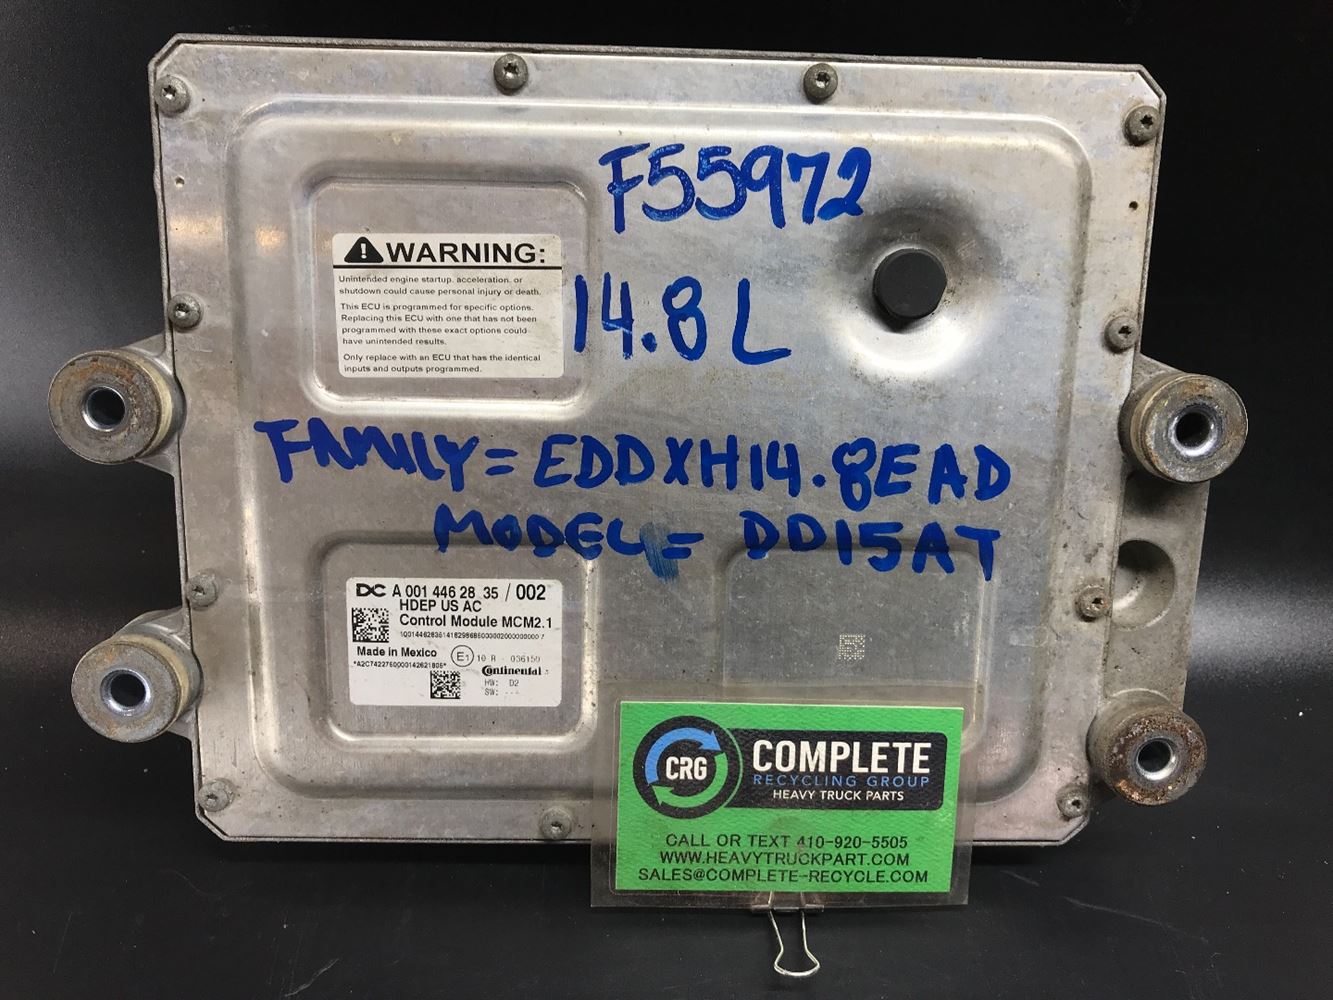 F55972
WARNING:
Unintended engine startup, acceleration, or
shutdown could cause personal injury or death.
This ECU is programmed for specific options.
Replacing this ECU with one that has not been
programmed with these exact options could
have unintended results.
Only replace with an ECU that has the identical
inputs and outputs programmed.
14.8 L
FAMILY = EDDXH14.8EAD
MODEL = DD15AT
DC A 001 446 28 35 / 002
HDEP US AC
Control Module MCM2.1
Made in Mexico E1 10 R - 036150
*A2C7422760000142621806*
Continental
HW: D2
SW: ---
CRG COMPLETE
RECYCLING GROUP
HEAVY TRUCK PARTS
CALL OR TEXT 410-920-5505
WWW.HEAVYTRUCKPART.COM
SALES@COMPLETE-RECYCLE.COM